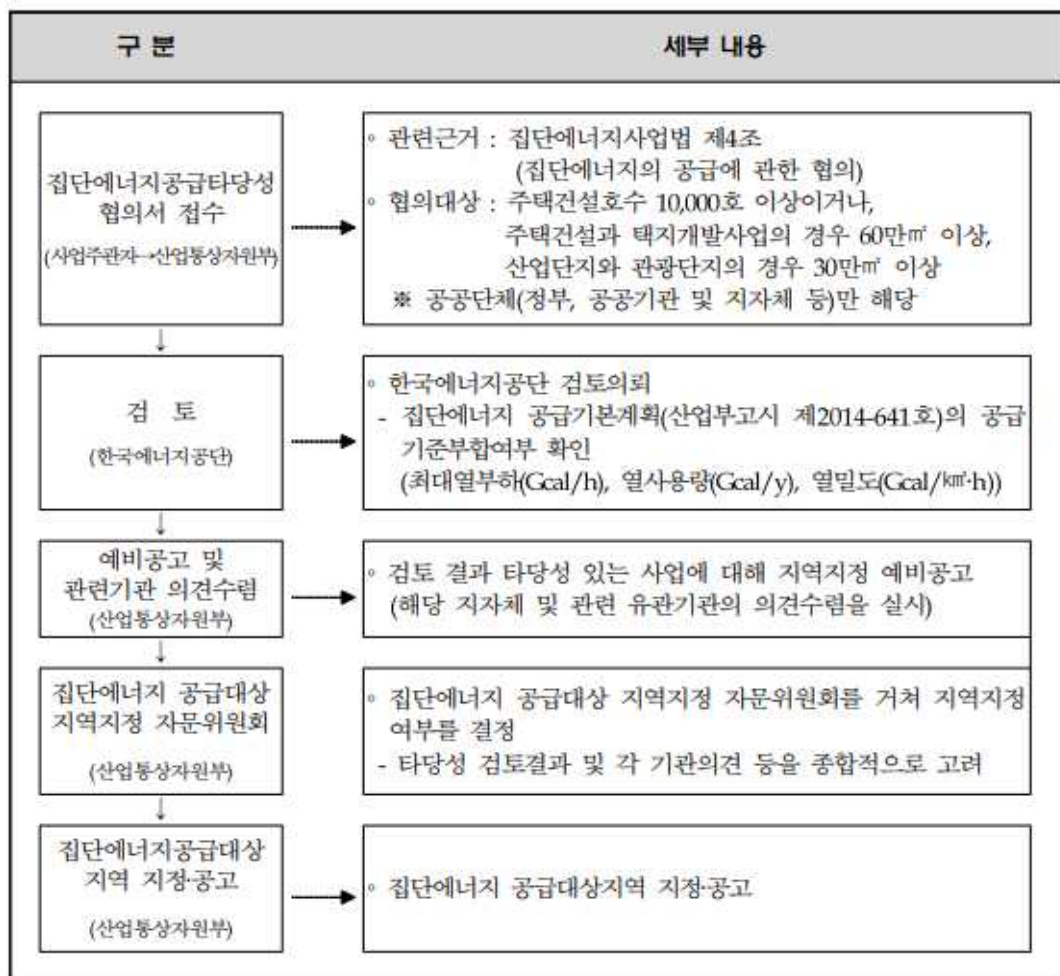 구 분
세부 내용
집단에너지공급타당성
협의서 접수
(사업주관자→산업통상자원부)
◦ 관련근거 : 집단에너지사업법 제4조
(집단에너지의 공급에 관한 협의)
◦ 협의대상 : 주택건설호수 10,000호 이상이거나,
주택건설과 택지개발사업의 경우 60만㎡ 이상,
산업단지와 관광단지의 경우 30만㎡ 이상
※ 공공단체(정부, 공공기관 및 지자체 등)만 해당
↓
검 토
(한국에너지공단)
◦ 한국에너지공단 검토의뢰
- 집단에너지 공급기본계획(산업부고시 제2014-641호)의 공급
기준부합여부 확인
(최대열부하(Gcal/h), 열사용량(Gcal/y), 열밀도(Gcal/㎢·h))
↓
예비공고 및
관련기관 의견수렴
(산업통상자원부)
◦ 검토 결과 타당성 있는 사업에 대해 지역지정 예비공고
(해당 지자체 및 관련 유관기관의 의견수렴을 실시)
↓
집단에너지 공급대상
지역지정 자문위원회
(산업통상자원부)
◦ 집단에너지 공급대상 지역지정 자문위원회를 거쳐 지역지정
여부를 결정
- 타당성 검토결과 및 각 기관의견 등을 종합적으로 고려
↓
집단에너지공급대상
지역 지정·공고
(산업통상자원부)
◦ 집단에너지 공급대상지역 지정·공고